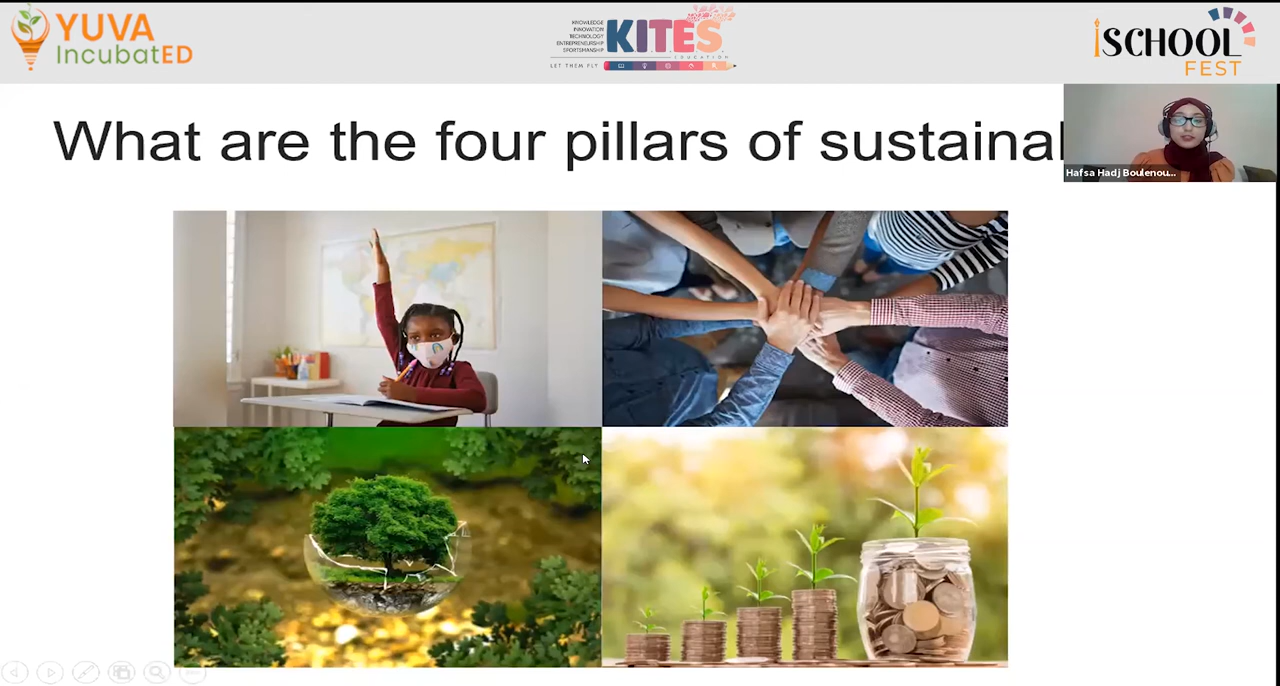 YUVA
IncubatED
KNOWLEDGE
INNOVATION
TECHNOLOGY
ENTREPRENEURSHIP
SPORTSMANSHIP
KITES
EDUCATION
LET THEM FLY
iSCHOOL
FEST
What are the four pillars of sustainal
Hafsa Hadj Boulenou...